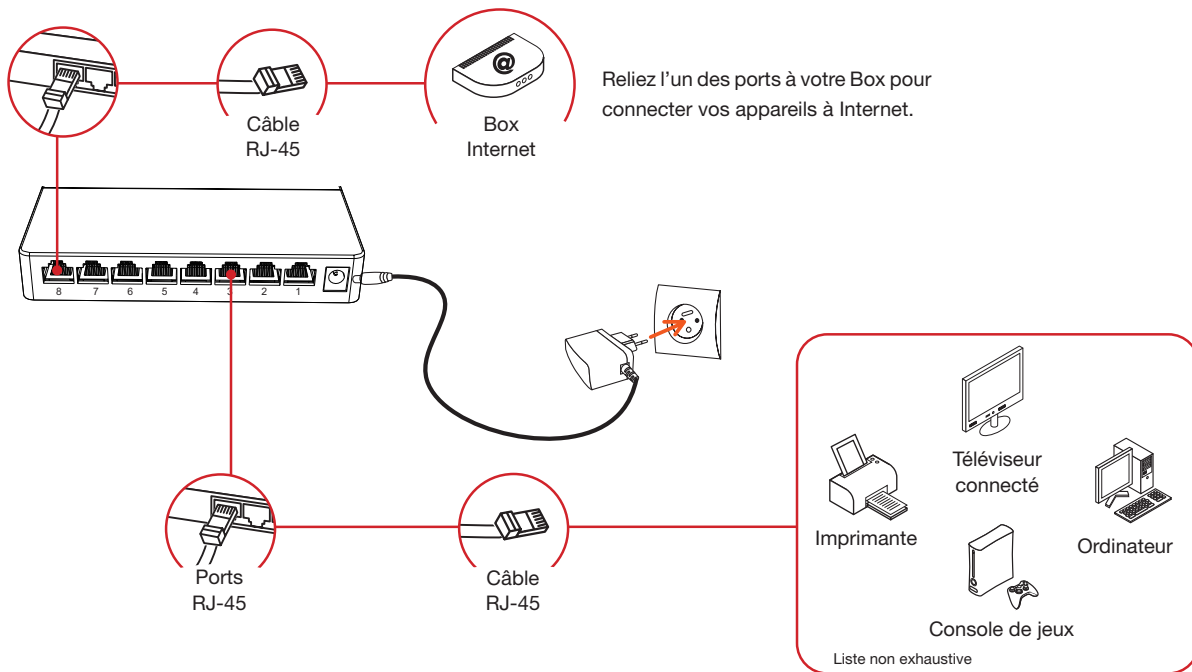 @
Câble
RJ-45
Box
Internet
Reliez l’un des ports à votre Box pour
connecter vos appareils à Internet.
8 7 6 5 4 3 2 1
Ports
RJ-45
Câble
RJ-45
Téléviseur
connecté
Imprimante
Ordinateur
Console de jeux
Liste non exhaustive